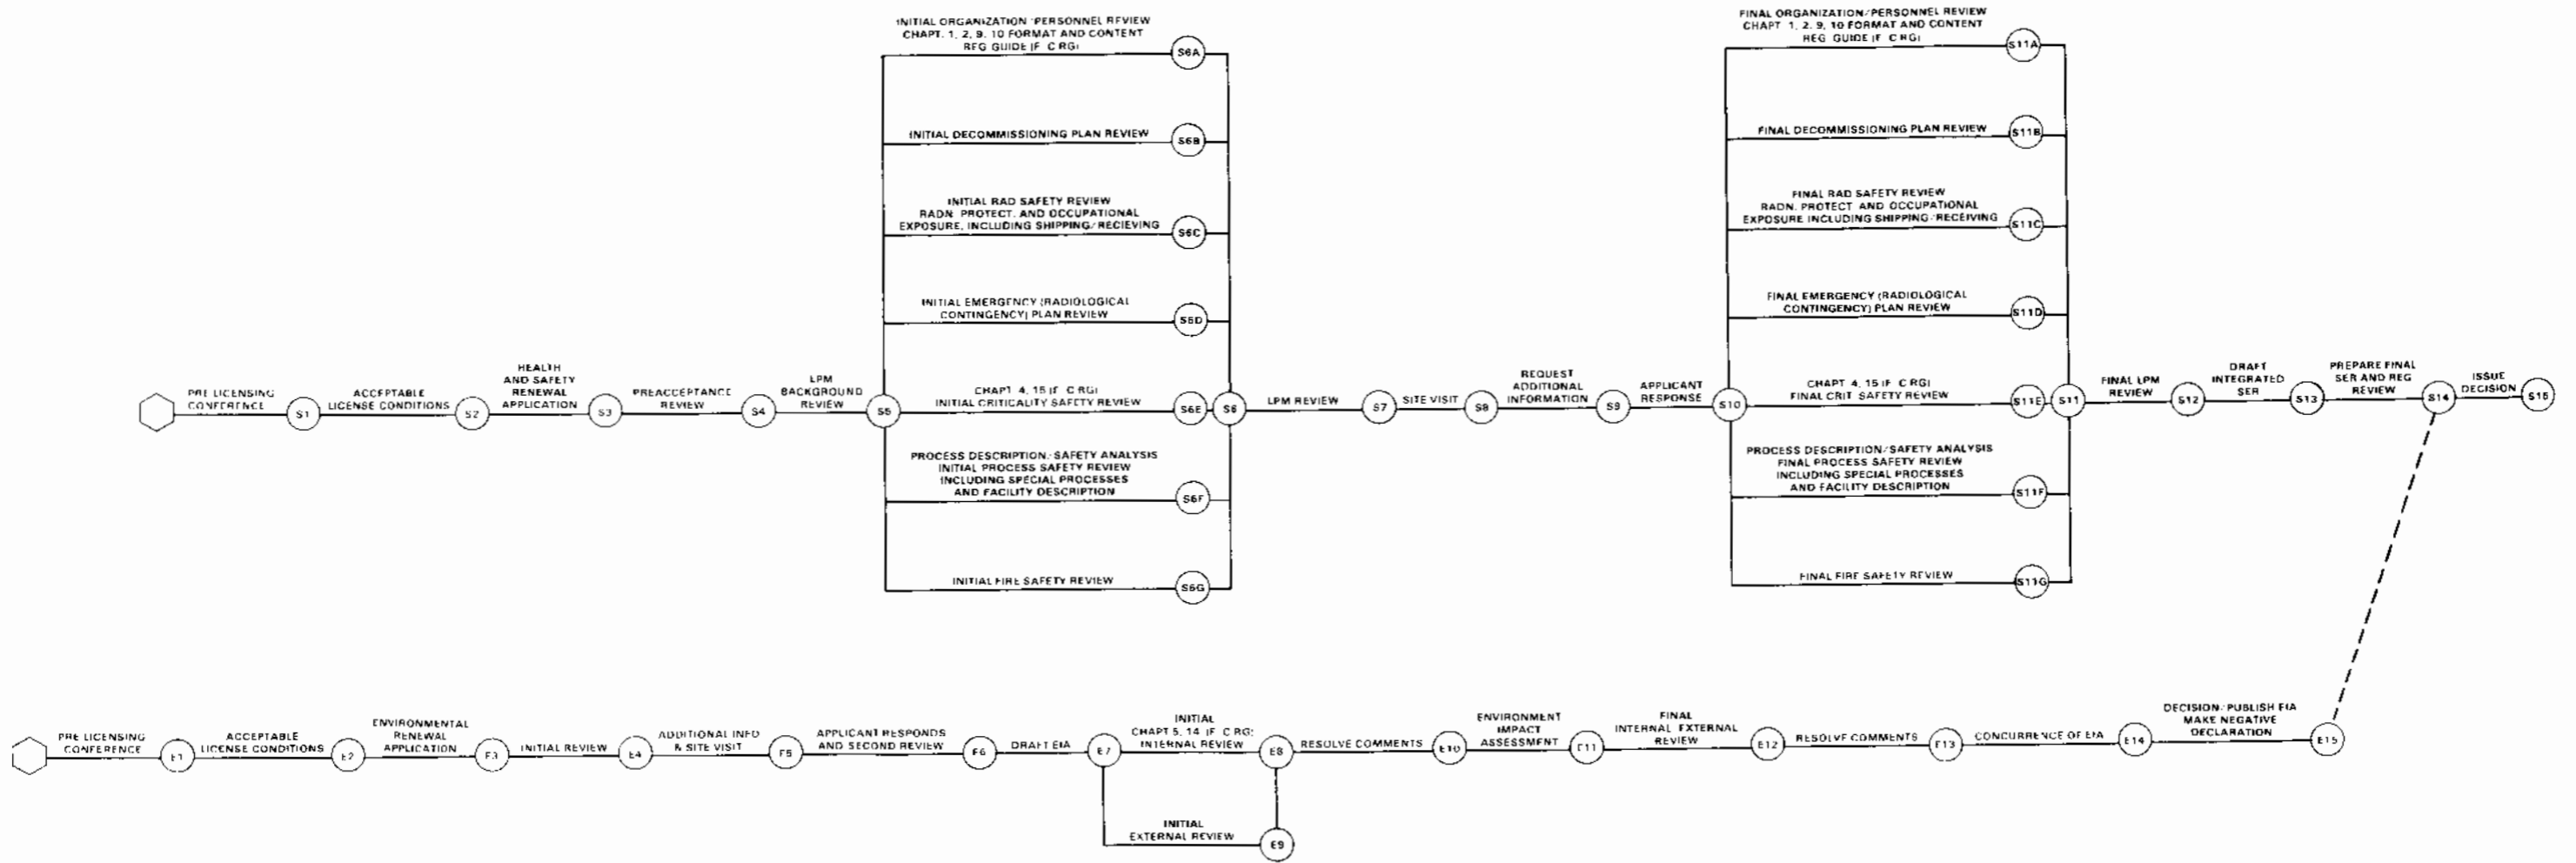 INITIAL ORGANIZATION/PERSONNEL REVIEW
CHAPT. 1, 2, 9, 10 FORMAT AND CONTENT
REG GUIDE (F C RG)
S6A
INITIAL DECOMMISSIONING PLAN REVIEW
S6B
INITIAL RAD SAFETY REVIEW
RADN. PROTECT. AND OCCUPATIONAL
EXPOSURE, INCLUDING SHIPPING/RECIEVING
S6C
INITIAL EMERGENCY (RADIOLOGICAL
CONTINGENCY) PLAN REVIEW
S6D
FINAL ORGANIZATION/PERSONNEL REVIEW
CHAPT 1, 2, 9, 10 FORMAT AND CONTENT
REG GUIDE (F C RG)
S11A
FINAL DECOMMISSIONING PLAN REVIEW
S11B
FINAL RAD SAFETY REVIEW
RADN. PROTECT AND OCCUPATIONAL
EXPOSURE INCLUDING SHIPPING/RECEIVING
S11C
FINAL EMERGENCY (RADIOLOGICAL
CONTINGENCY) PLAN REVIEW
S11D
PRE LICENSING
CONFERENCE
S1
ACCEPTABLE
LICENSE CONDITIONS
S2
HEALTH
AND SAFETY
RENEWAL
APPLICATION
S3
PREACCEPTANCE
REVIEW
S4
LPM
BACKGROUND
REVIEW
S5
CHAPT. 4, 15 (F C RG)
INITIAL CRITICALITY SAFETY REVIEW
S6E
S6
LPM REVIEW
S7
SITE VISIT
S8
REQUEST
ADDITIONAL
INFORMATION
S9
APPLICANT
RESPONSE
S10
CHAPT 4, 15 (F C RG)
FINAL CRIT SAFETY REVIEW
S11E
S11
FINAL LPM
REVIEW
S12
DRAFT
INTEGRATED
SER
S13
PREPARE FINAL
SER AND REG
REVIEW
S14
ISSUE
DECISION
S15
PROCESS DESCRIPTION/SAFETY ANALYSIS
INITIAL PROCESS SAFETY REVIEW
INCLUDING SPECIAL PROCESSES
AND FACILITY DESCRIPTION
S6F
INITIAL FIRE SAFETY REVIEW
S6G
PROCESS DESCRIPTION/SAFETY ANALYSIS
FINAL PROCESS SAFETY REVIEW
INCLUDING SPECIAL PROCESSES
AND FACILITY DESCRIPTION
S11F
FINAL FIRE SAFETY REVIEW
S11G
PRE LICENSING
CONFERENCE
E1
ACCEPTABLE
LICENSE CONDITIONS
E2
ENVIRONMENTAL
RENEWAL
APPLICATION
E3
INITIAL REVIEW
E4
ADDITIONAL INFO
& SITE VISIT
E5
APPLICANT RESPONDS
AND SECOND REVIEW
E6
DRAFT EIA
E7
INITIAL
CHAPT 5, 14 (F C RG)
INTERNAL REVIEW
E8
INITIAL
EXTERNAL REVIEW
E9
RESOLVE COMMENTS
E10
ENVIRONMENT
IMPACT
ASSESSMENT
E11
FINAL
INTERNAL EXTERNAL
REVIEW
E12
RESOLVE COMMENTS
E13
CONCURRENCE OF EIA
E14
DECISION/PUBLISH EIA
MAKE NEGATIVE
DECLARATION
E15